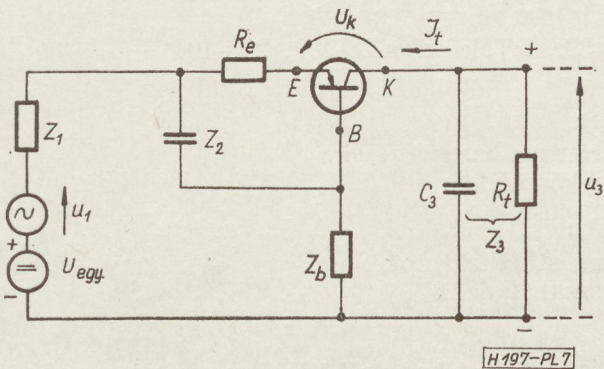 U_k
J_t
R_e
E
K
+
B
Z_1
Z_2
u_1
+
U_egy
-
Z_b
C_3
R_t
Z_3
u_3
-
H197-PL7